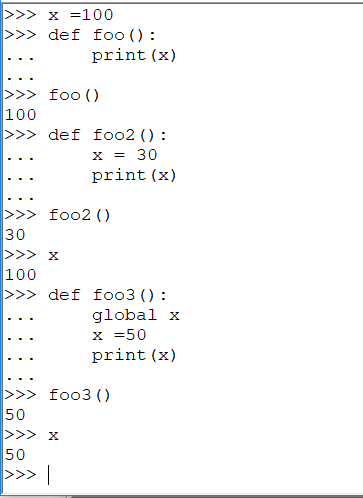 >>> x =100
>>> def foo():
...     print(x)
...
>>> foo()
100
>>> def foo2():
...     x = 30
...     print(x)
...
>>> foo2()
30
>>> x
100
>>> def foo3():
...     global x
...     x =50
...     print(x)
...
>>> foo3()
50
>>> x
50
>>>